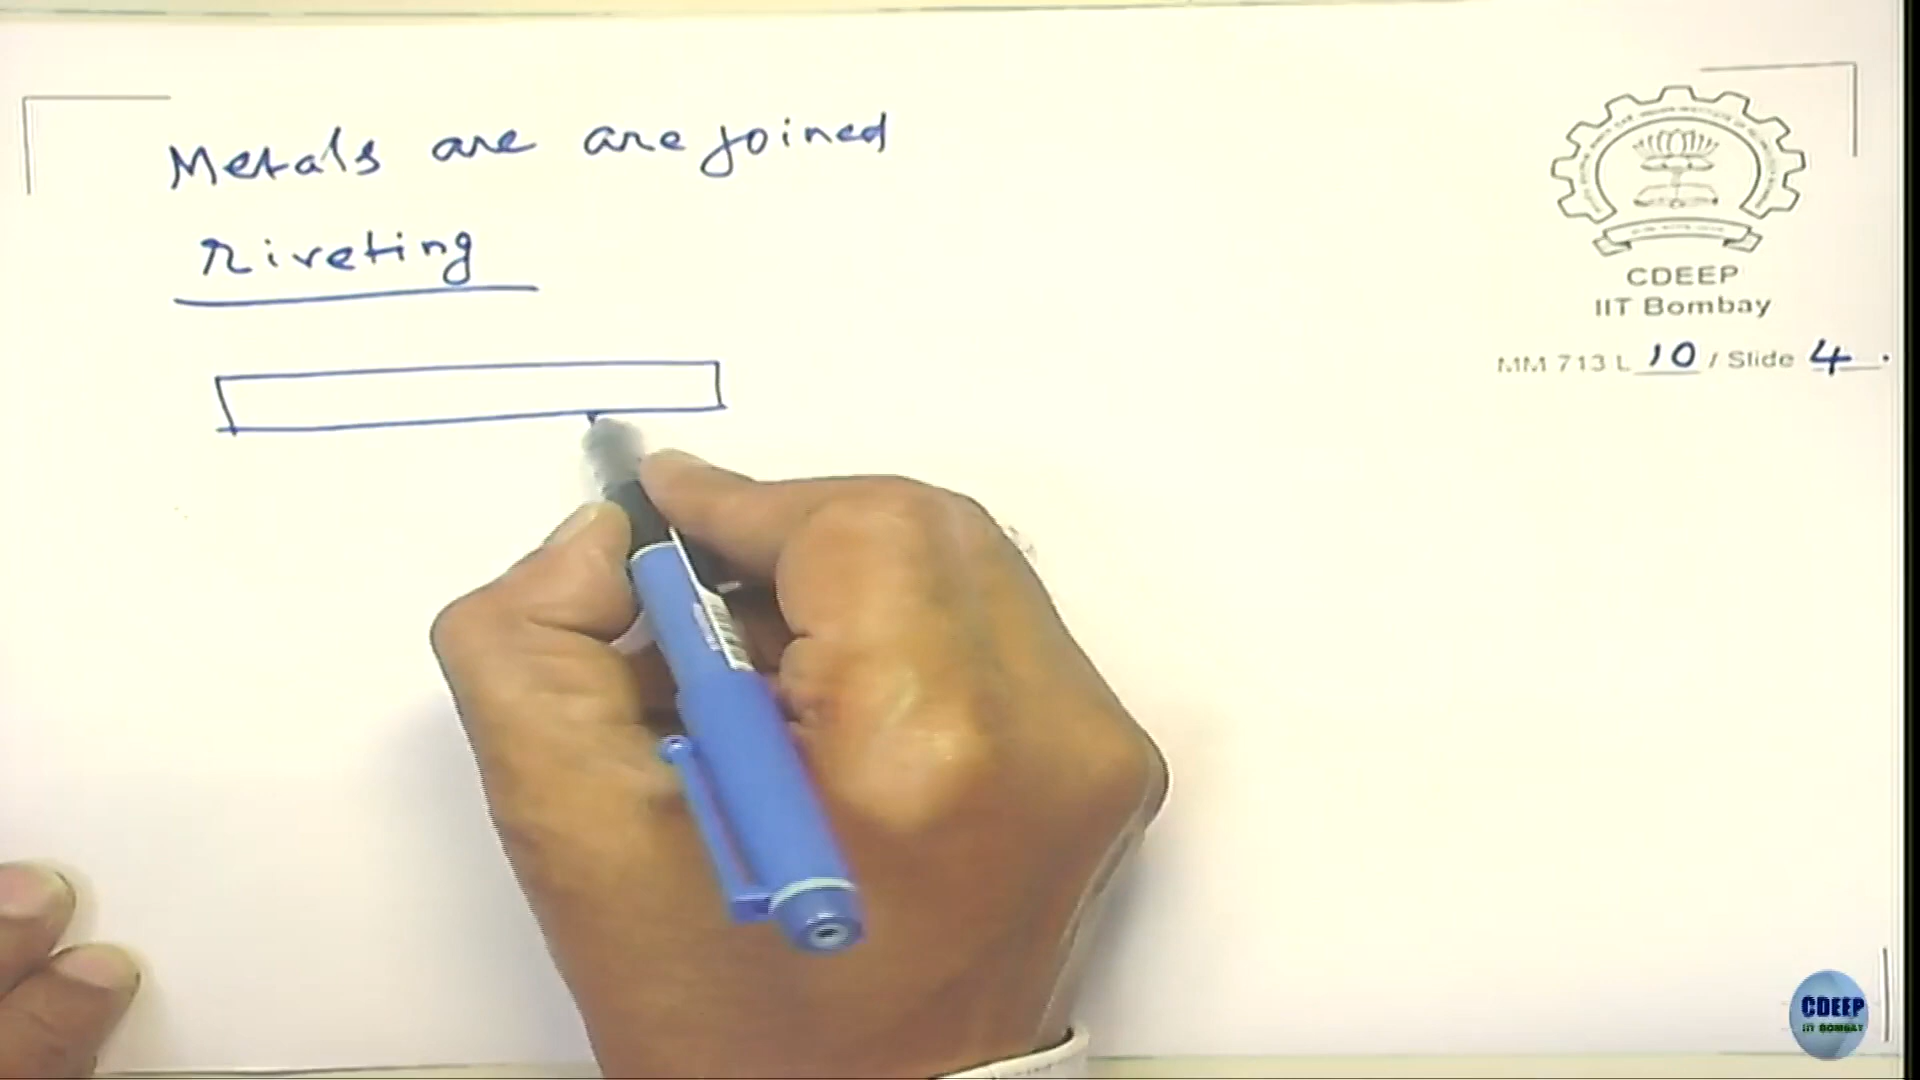 Metals are are joined
riveting
CDEEP
IIT Bombay
MM 713 L 10 / Slide 4 .
CDEEP
IIT BOMBAY